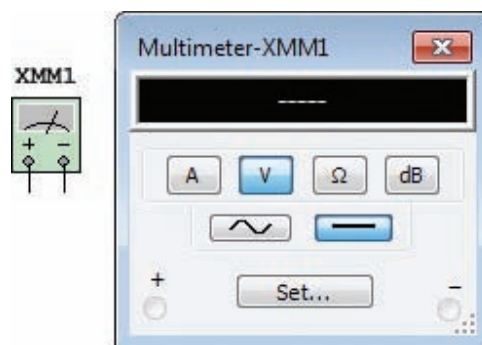 Multimeter-XMM1
XMM1
-----
+ -
A V Ω dB
+ Set... -